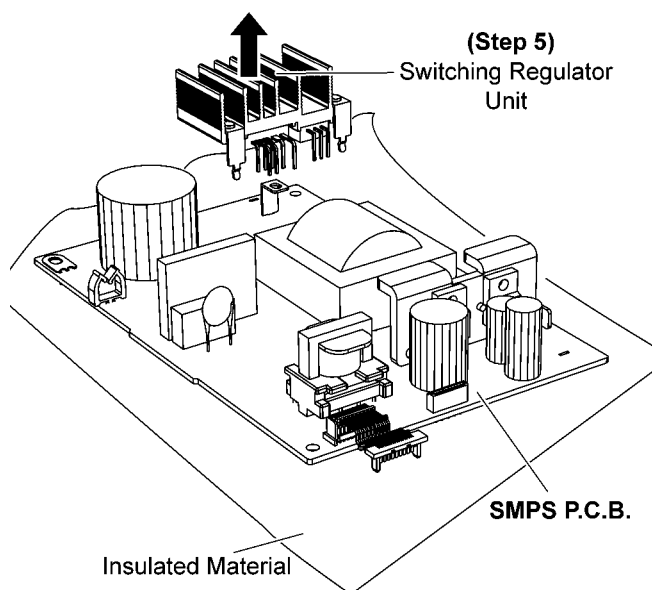 (Step 5)
Switching Regulator
Unit
SMPS P.C.B.
Insulated Material